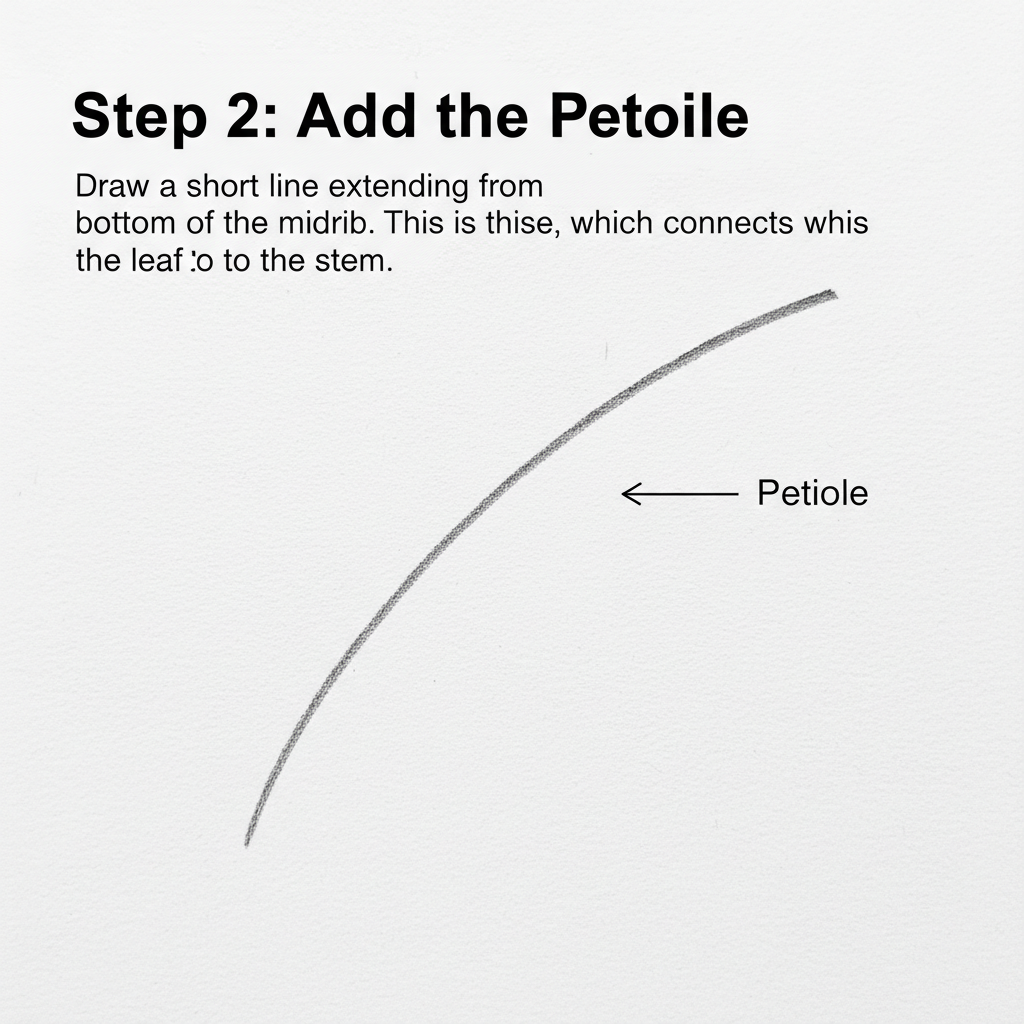 Step 2: Add the Petoile
Draw a short line extending from
bottom of the midrib. This is thise, which connects whis
the leaf to to the stem.
Petiole